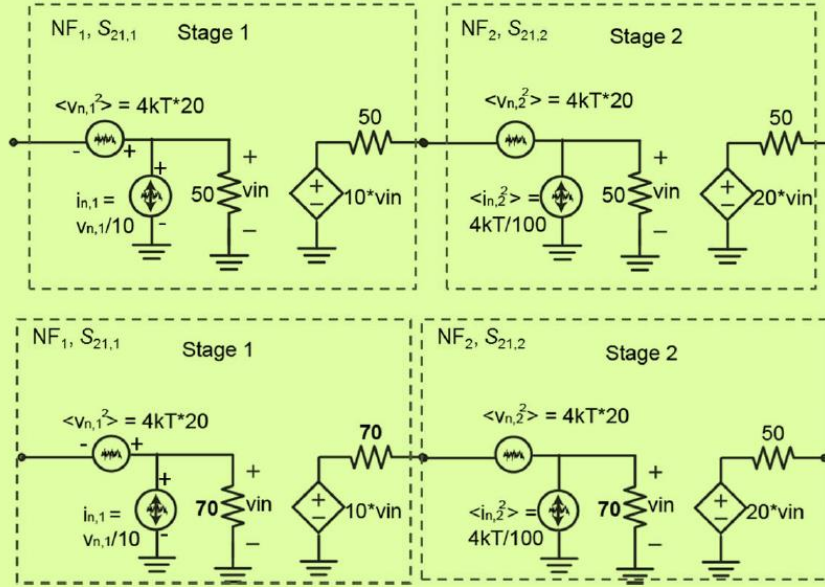 NF₁, S₂₁,₁ Stage 1
<vₙ,₁²> = 4kT*20
50
- +
+
iₙ,₁ =
vₙ,₁/10
-
50
+
vin
–
+
–
10*vin
NF₂, S₂₁,₂ Stage 2
<vₙ,₂²> = 4kT*20
50
<iₙ,₂²> =
4kT/100
50
+
vin
–
+
–
20*vin
NF₁, S₂₁,₁ Stage 1
<vₙ,₁²> = 4kT*20
70
- +
+
iₙ,₁ =
vₙ,₁/10
-
70
+
vin
–
+
–
10*vin
NF₂, S₂₁,₂ Stage 2
<vₙ,₂²> = 4kT*20
50
<iₙ,₂²> =
4kT/100
70
+
vin
–
+
–
20*vin